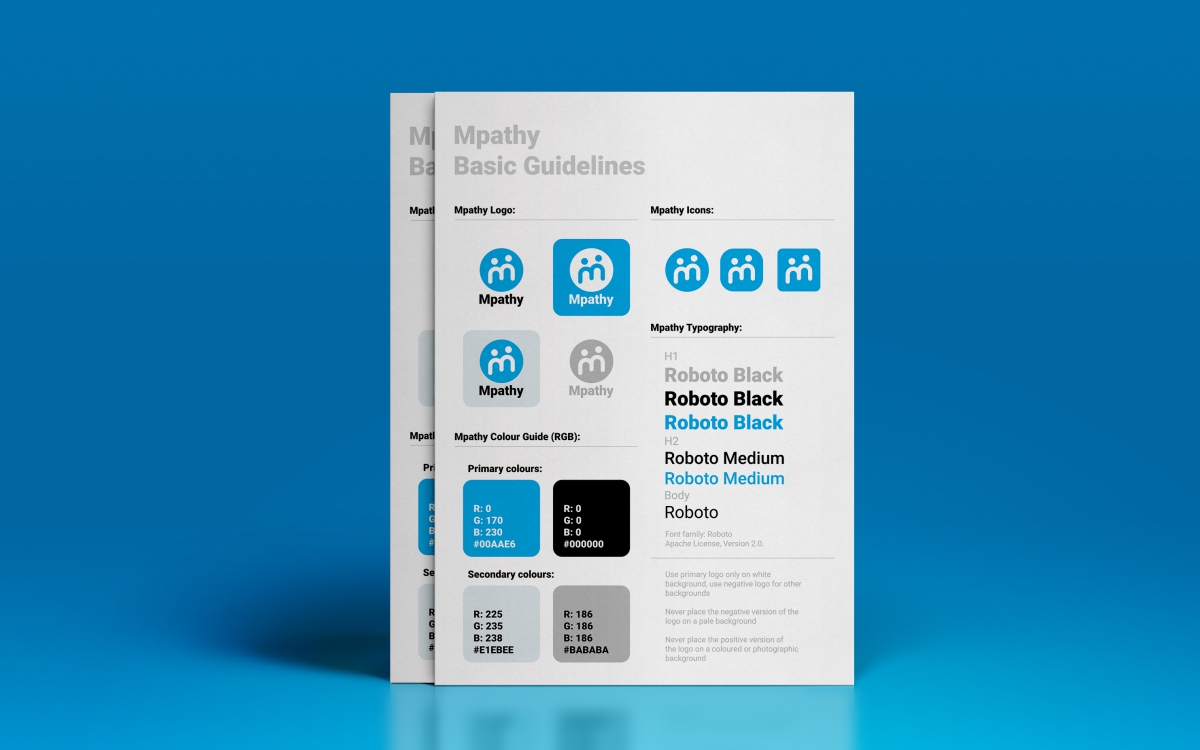 Mpathy
Basic Guidelines
Mpathy Logo:
Mpathy
Mpathy
Mpathy
Mpathy
Mpathy Colour Guide (RGB):
Primary colours:
R: 0
G: 170
B: 230
#00AAE6
R: 0
G: 0
B: 0
#000000
Secondary colours:
R: 225
G: 235
B: 238
#E1EBEE
R: 186
G: 186
B: 186
#BABABA
Mpathy Icons:
Mpathy Typography:
H1
Roboto Black
Roboto Black
Roboto Black
H2
Roboto Medium
Roboto Medium
Body
Roboto
Font family: Roboto
Apache License, Version 2.0.
Use primary logo only on white
background, use negative logo for other
backgrounds
Never place the negative version of the
logo on a pale background
Never place the positive version of
the logo on a coloured or photographic
background